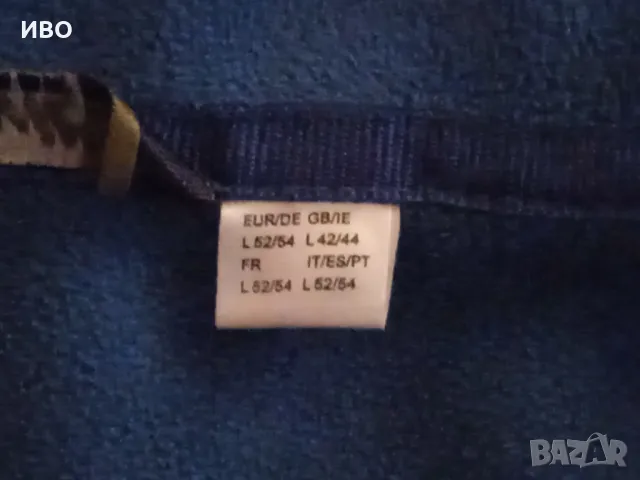 ИВО
EUR/DE GB/IE
L 52/54 L 42/44
FR IT/ES/PT
L 52/54 L 52/54
BAZAR